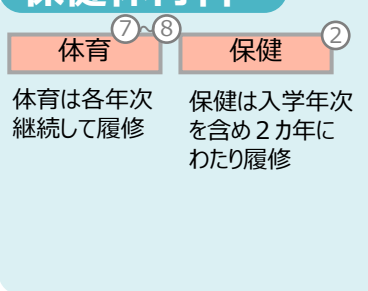 保健体育科
⑦~⑧
体育
②
保健
体育は各年次
継続して履修
保健は入学年次
を含め２カ年に
わたり履修